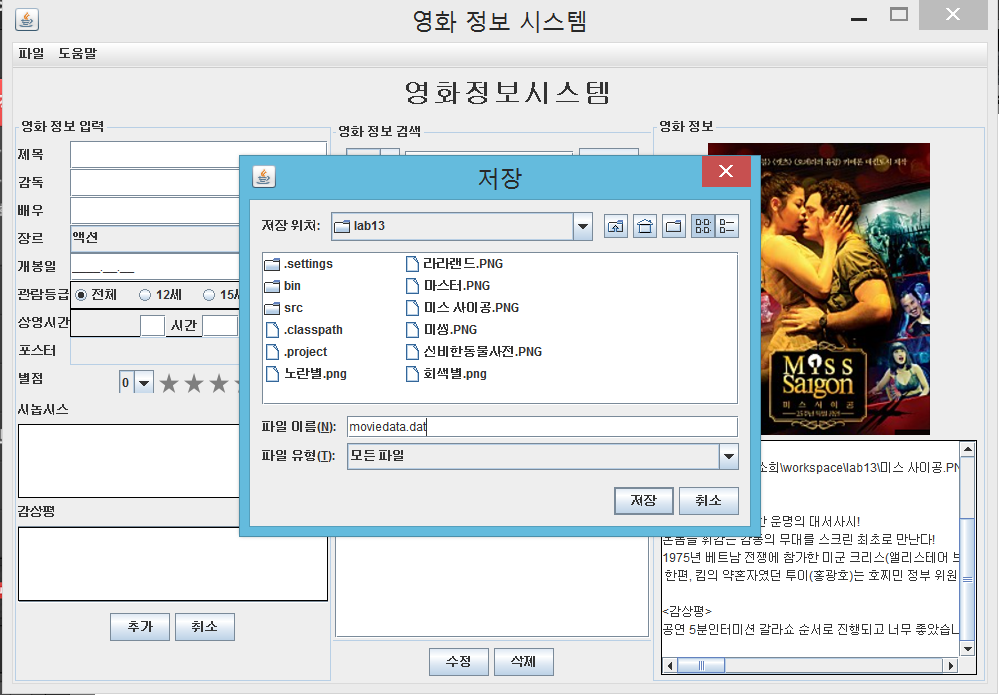 영화 정보 시스템
파일 도움말
영화정보시스템
영화 정보 입력
제목
감독
배우
장르 액션
개봉일 ____.__.__
관람등급 전체 12세 15세
상영시간 시간
포스터
별점 0
시놉시스
감상평
추가 취소
영화 정보 검색
수정 삭제
저장
저장 위치: lab13
.settings
bin
src
.classpath
.project
노란별.png
라라랜드.PNG
마스터.PNG
미스 사이공.PNG
미씽.PNG
신비한동물사전.PNG
회색별.png
파일 이름(N): moviedata.dat
파일 유형(T): 모든 파일
저장 취소
영화 정보
MISS
Saigon
미스사이공
25주년 특별 공연
소희\workspace\lab13\미스 사이공.PN
운명의 대서사시!
무대를 스크린 최초로 만난다!
1975년 베트남 전쟁에 참가한 미군 크리스(앨리스테어 브
한편, 킴의 약혼자였던 투이(홍광호)는 호찌민 정부 위원
<감상평>
공연 5분인터미션 갈라쇼 순서로 진행되고 너무 좋았습니